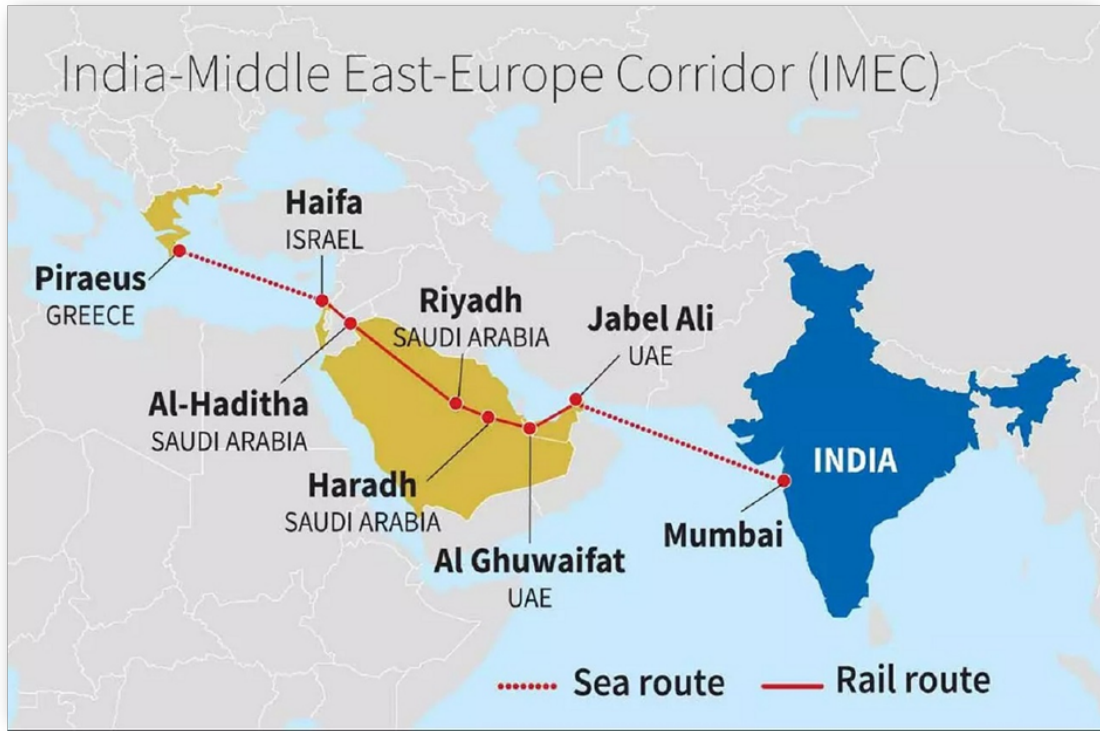 India-Middle East-Europe Corridor (IMEC)
Haifa
ISRAEL
Piraeus
GREECE
Riyadh
SAUDI ARABIA
Jabel Ali
UAE
Al-Haditha
SAUDI ARABIA
INDIA
Haradh
SAUDI ARABIA
Mumbai
Al Ghuwaifat
UAE
Sea route
Rail route